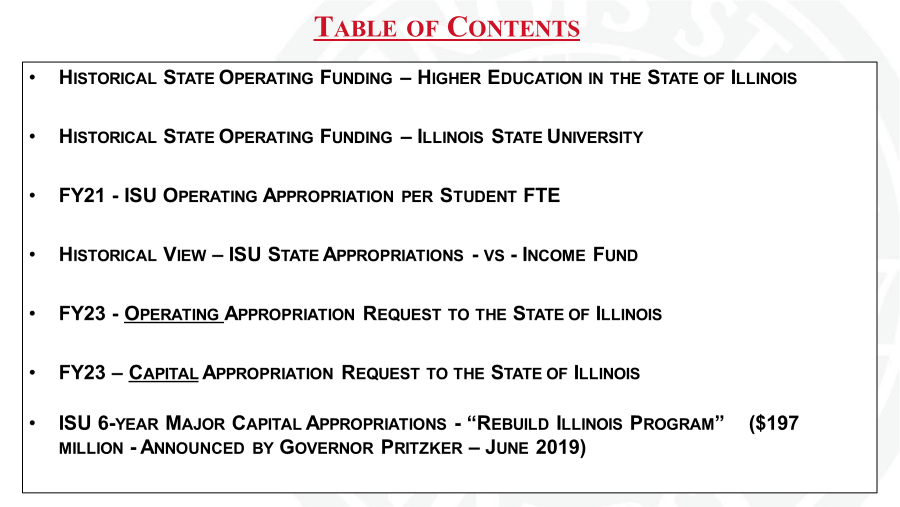 Table of Contents
• Historical State Operating Funding – Higher Education in the State of Illinois
• Historical State Operating Funding – Illinois State University
• FY21 - ISU Operating Appropriation per Student FTE
• Historical View – ISU State Appropriations - vs - Income Fund
• FY23 - Operating Appropriation Request to the State of Illinois
• FY23 – Capital Appropriation Request to the State of Illinois
• ISU 6-year Major Capital Appropriations - “Rebuild Illinois Program” ($197
million - Announced by Governor Pritzker – June 2019)